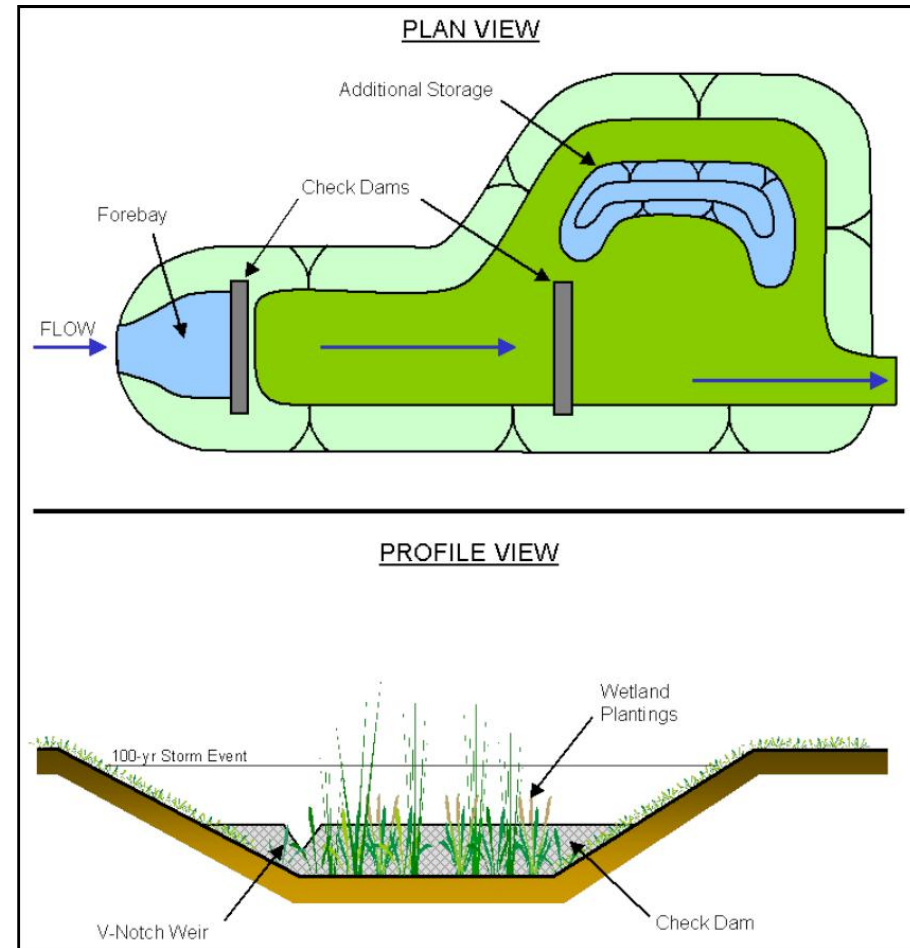 PLAN VIEW
Additional Storage
Check Dams
Forebay
FLOW
PROFILE VIEW
Wetland
Plantings
100-yr Storm Event
V-Notch Weir
Check Dam